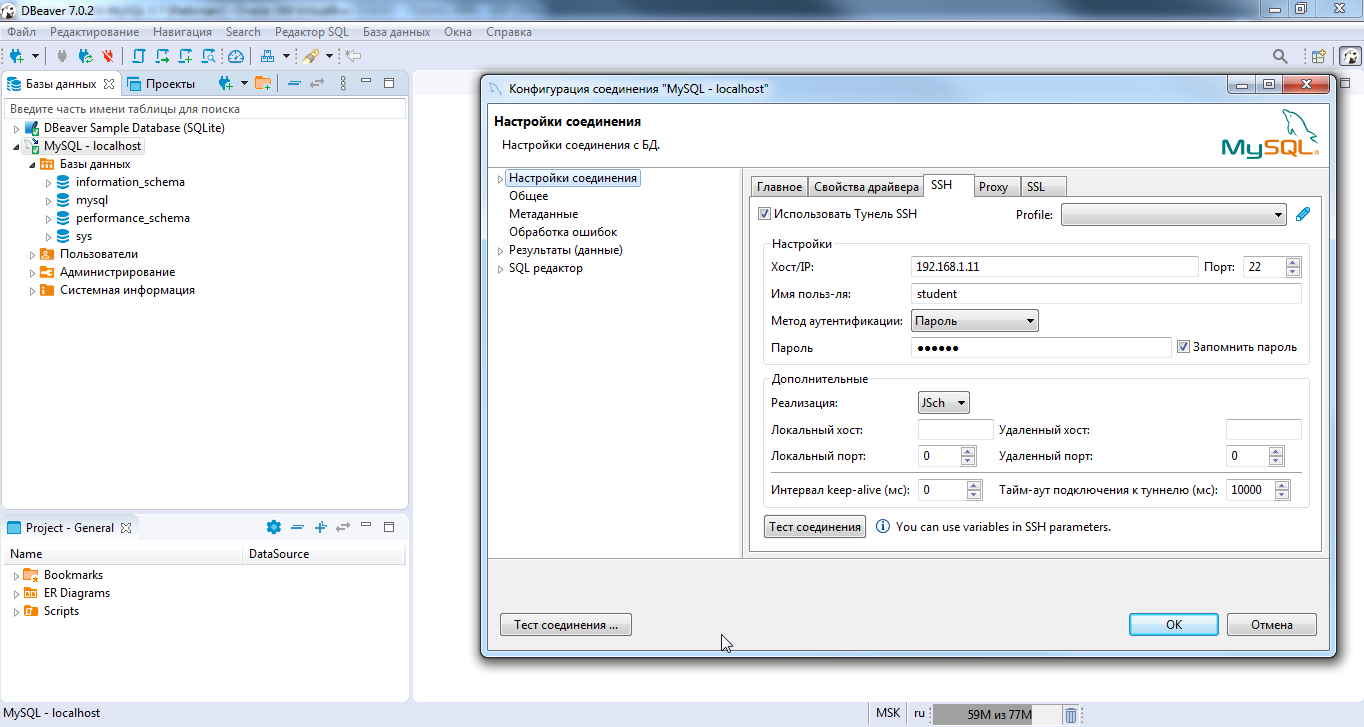 DBeaver 7.0.2
Файл Редактирование Навигация Search Редактор SQL База данных Окна Справка
Базы данных Проекты
Введите часть имени таблицы для поиска
DBeaver Sample Database (SQLite)
MySQL - localhost
Базы данных
information_schema
mysql
performance_schema
sys
Пользователи
Администрирование
Системная информация
Project - General
Name DataSource
Bookmarks
ER Diagrams
Scripts
Конфигурация соединения "MySQL - localhost"
Настройки соединения
Настройки соединения с БД.
MySQL
Настройки соединения
Общее
Метаданные
Обработка ошибок
Результаты (данные)
SQL редактор
Главное Свойства драйвера SSH Proxy SSL
Использовать Тунель SSH Profile:
Настройки
Хост/IP: 192.168.1.11 Порт: 22
Имя польз-ля: student
Метод аутентификации: Пароль
Пароль ●●●●●● Запомнить пароль
Дополнительные
Реализация: JSch
Локальный хост: Удаленный хост:
Локальный порт: 0 Удаленный порт: 0
Интервал keep-alive (мс): 0 Тайм-аут подключения к туннелю (мс): 10000
Тест соединения You can use variables in SSH parameters.
Тест соединения ... OK Отмена
MySQL - localhost MSK ru 59M из 77M